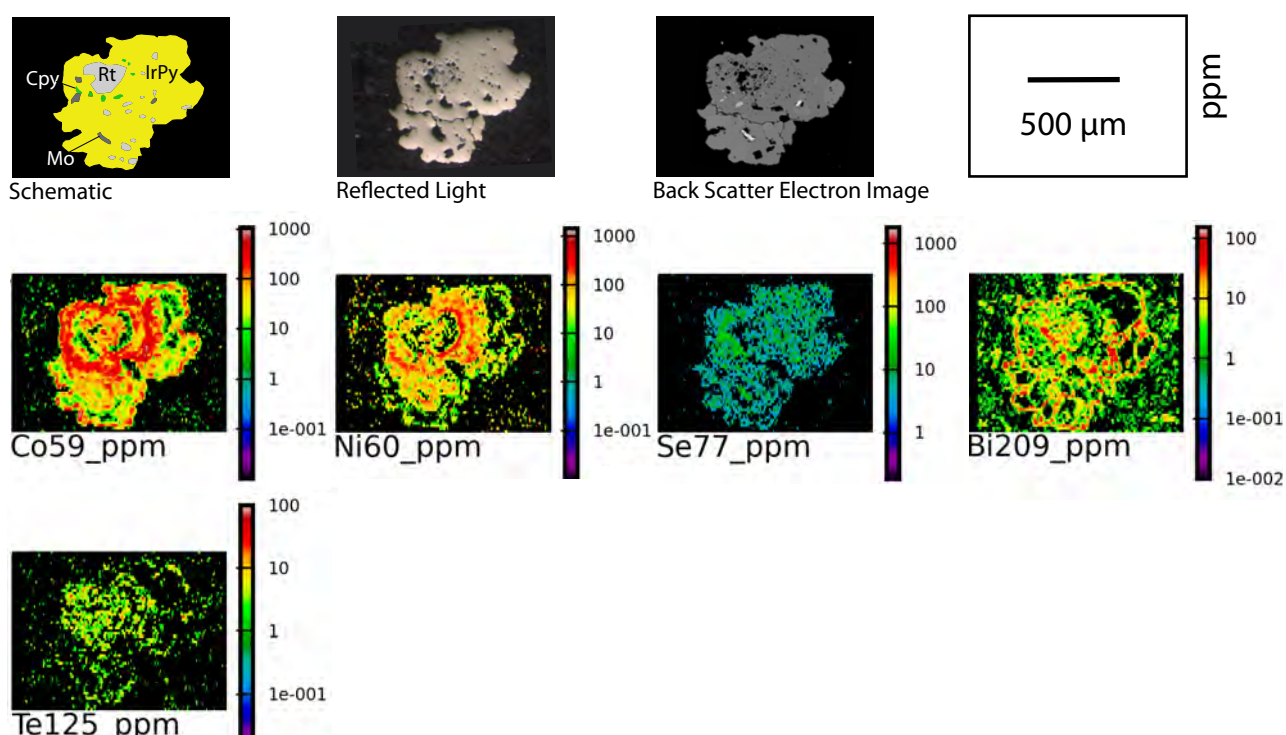 Cpy
Rt
IrPy
Mo
Schematic
Reflected Light
Back Scatter Electron Image
500 µm
ppm
1000
100
10
1
1e-001
Co59_ppm
1000
100
10
1
1e-001
Ni60_ppm
1000
100
10
1
Se77_ppm
100
10
1
1e-001
1e-002
Bi209_ppm
100
10
1
1e-001
Te125_ppm